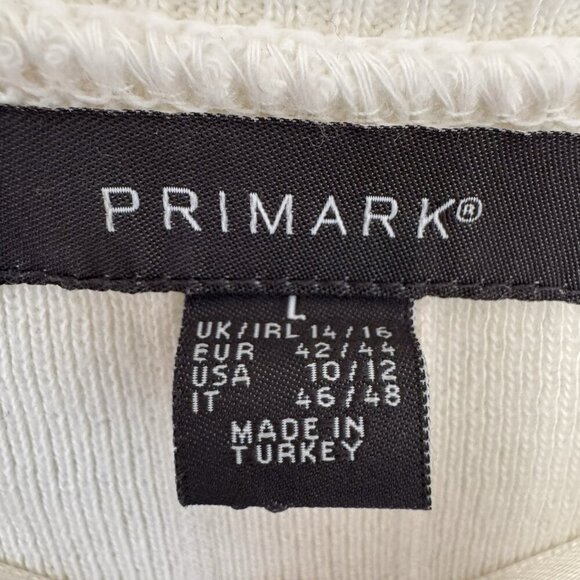 PRIMARK®
L
UK/IRL 14/16
EUR 42/44
USA 10/12
IT 46/48
MADE IN
TURKEY